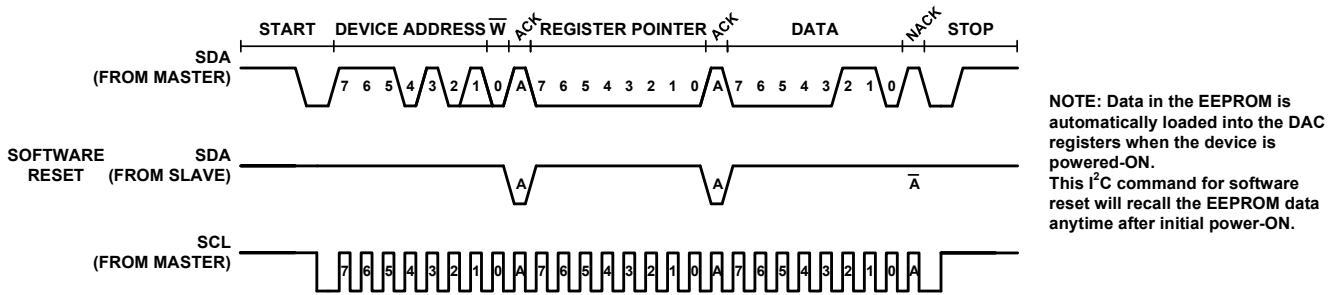 START DEVICE ADDRESS W ACK REGISTER POINTER ACK DATA NACK STOP
SDA
(FROM MASTER)
7 6 5 4 3 2 1 0 A 7 6 5 4 3 2 1 0 A 7 6 5 4 3 2 1 0 A
SOFTWARE RESET
SDA
(FROM SLAVE)
A A A
SCL
(FROM MASTER)
7 6 5 4 3 2 1 0 A 7 6 5 4 3 2 1 0 A 7 6 5 4 3 2 1 0 A
NOTE: Data in the EEPROM is
automatically loaded into the DAC
registers when the device is
powered-ON.
This I²C command for software
reset will recall the EEPROM data
anytime after initial power-ON.